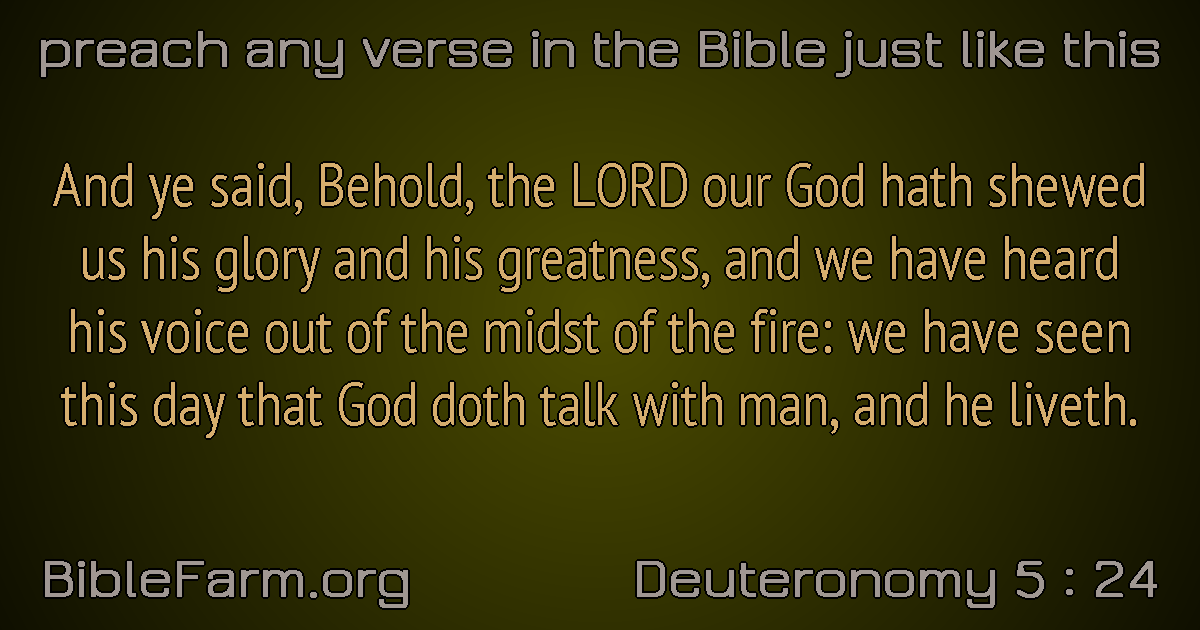 preach any verse in the Bible just like this
And ye said, Behold, the LORD our God hath shewed
us his glory and his greatness, and we have heard
his voice out of the midst of the fire: we have seen
this day that God doth talk with man, and he liveth.
BibleFarm.org
Deuteronomy 5 : 24